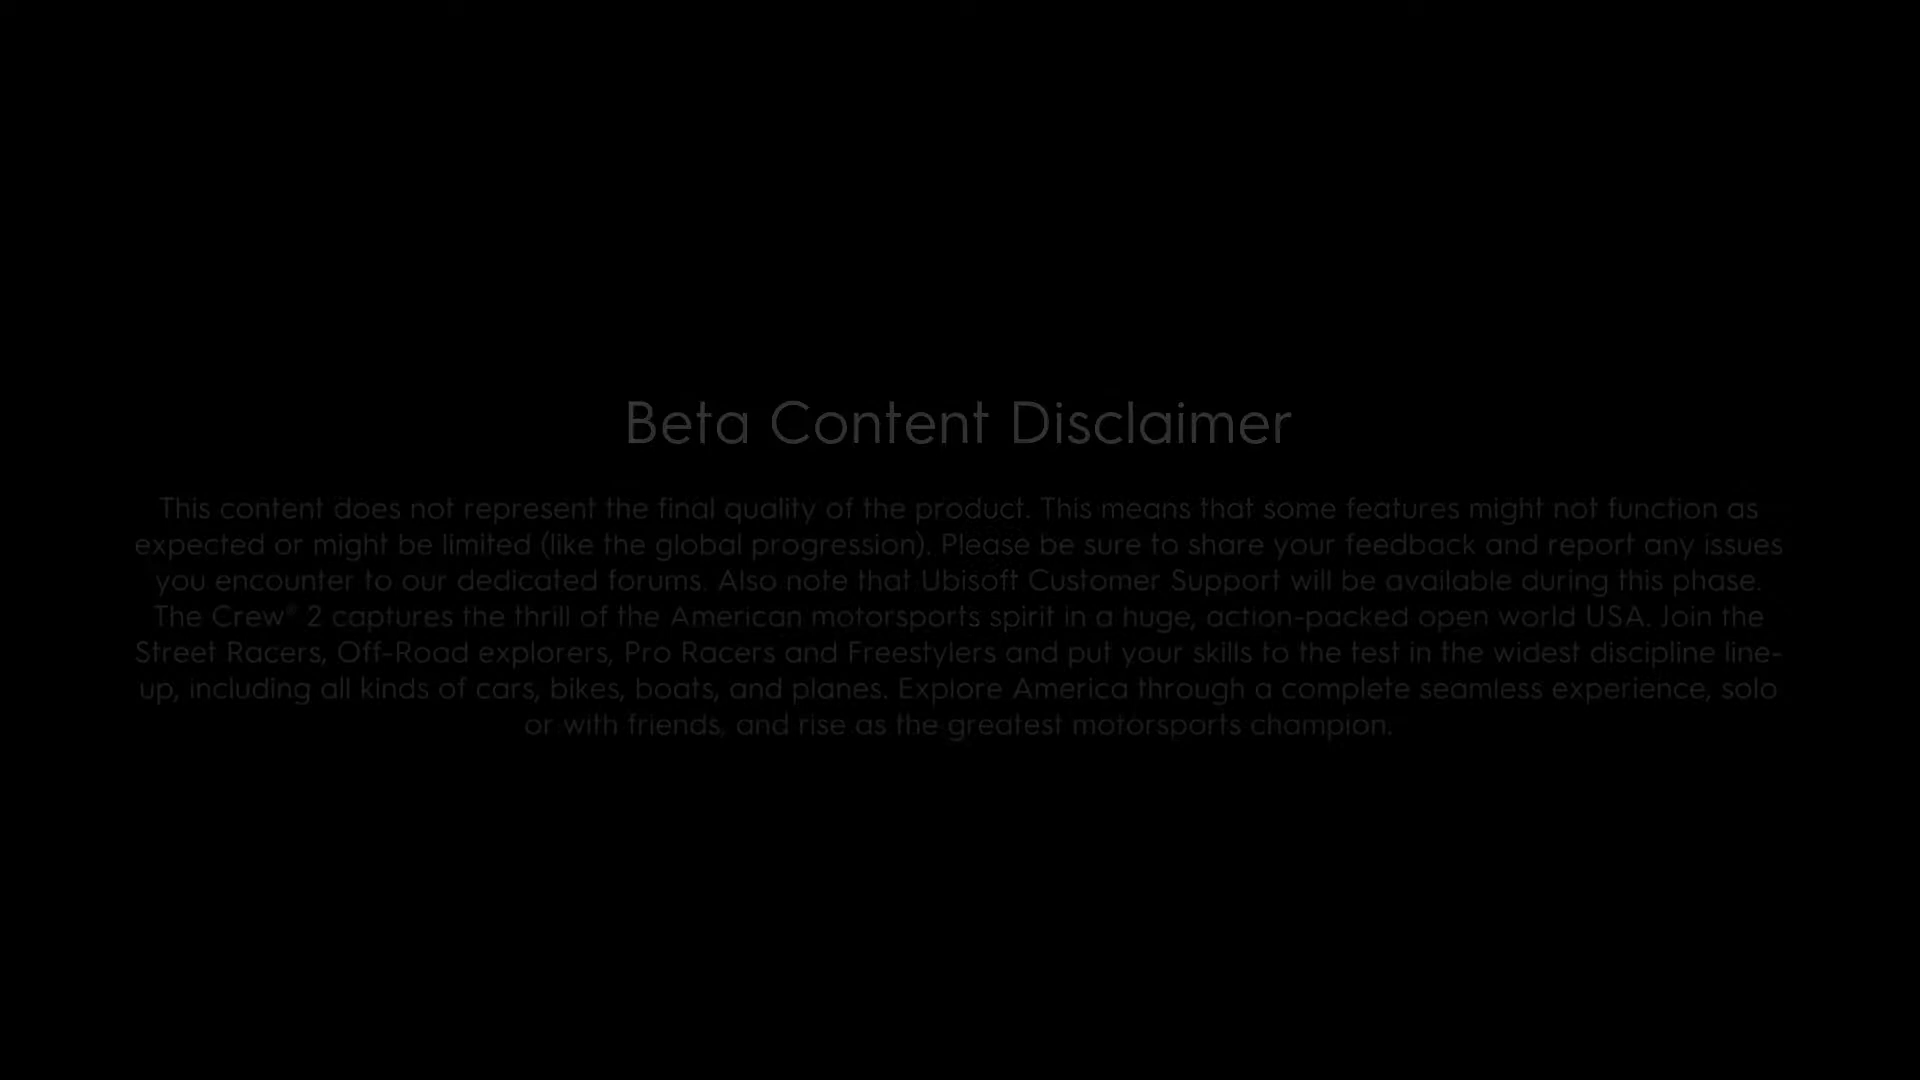 Beta Content Disclaimer
This content does not represent the final quality of the product. This means that some features might not function as
expected or might be limited (like the global progression). Please be sure to share your feedback and report any issues
you encounter to our dedicated forums. Also note that Ubisoft Customer Support will be available during this phase.
The Crew® 2 captures the thrill of the American motorsports spirit in a huge, action-packed open world USA. Join the
Street Racers, Off-Road explorers, Pro Racers and Freestylers and put your skills to the test in the widest discipline line-
up, including all kinds of cars, bikes, boats, and planes. Explore America through a complete seamless experience, solo
or with friends, and rise as the greatest motorsports champion.